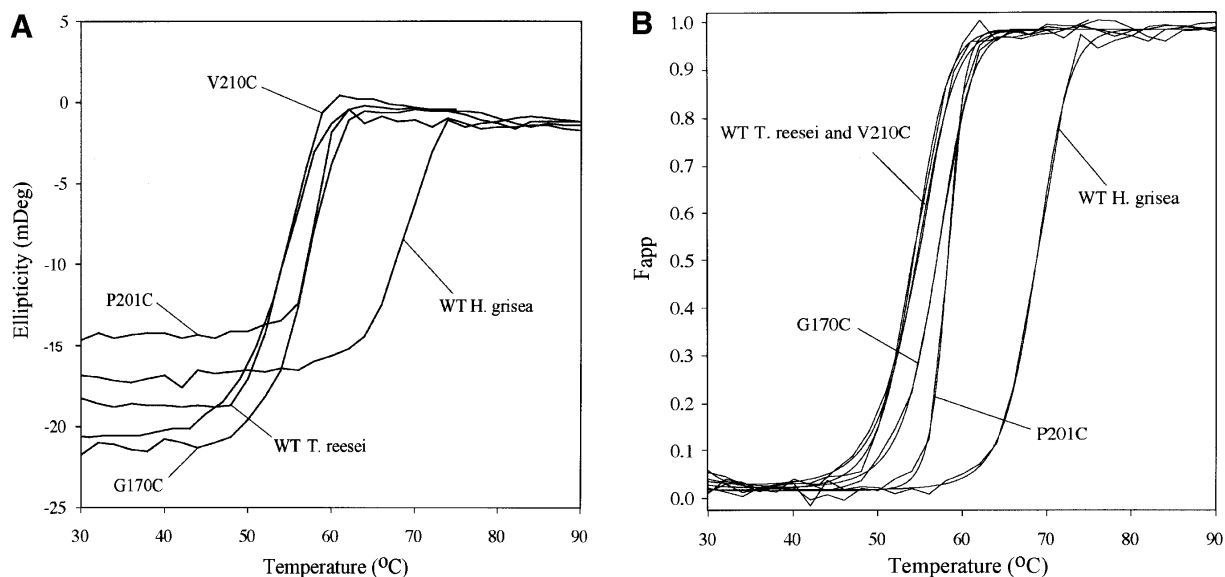 A
5
0
-5
-10
-15
-20
-25
30
40
50
60
70
80
90
Ellipticity (mDeg)
Temperature (°C)
V210C
P201C
WT H. grisea
WT T. reesei
G170C
B
1.0
0.9
0.8
0.7
0.6
0.5
0.4
0.3
0.2
0.1
0.0
30
40
50
60
70
80
90
Fapp
Temperature (°C)
WT T. reesei and V210C
WT H. grisea
G170C
P201C